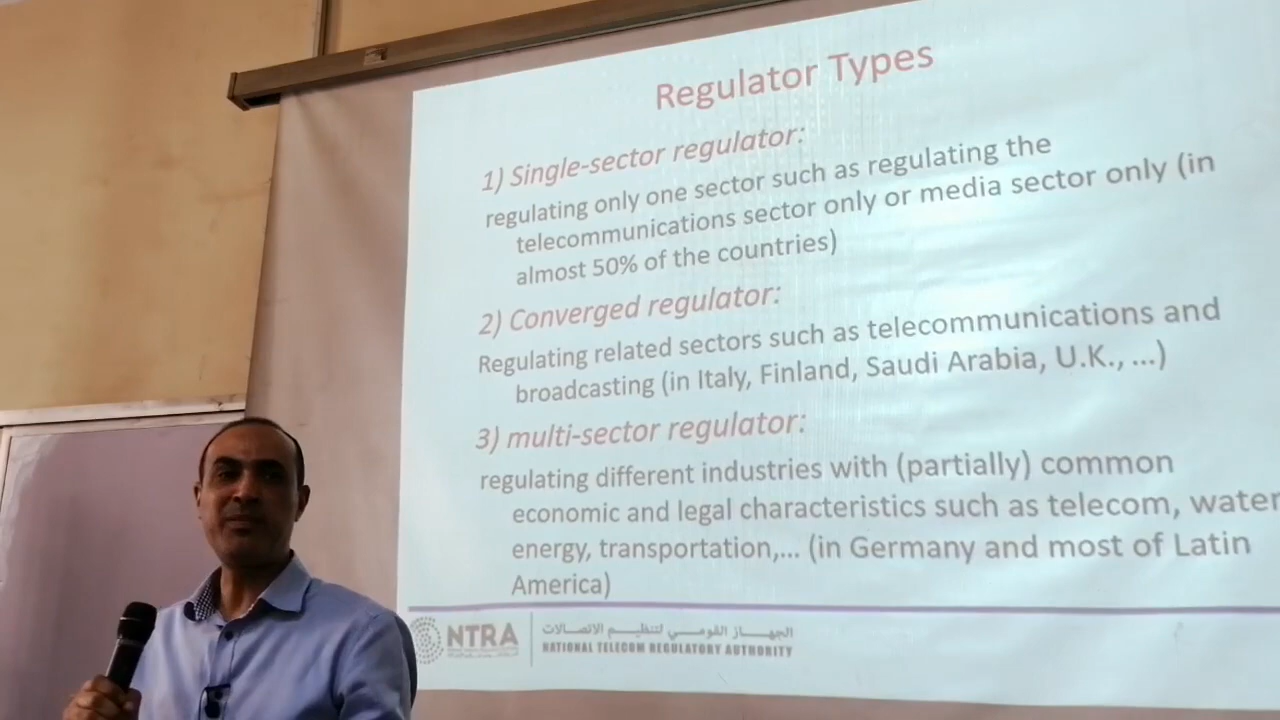 Regulator Types
1) Single-sector regulator:
regulating only one sector such as regulating the
telecommunications sector only or media sector only (in
almost 50% of the countries)
2) Converged regulator:
Regulating related sectors such as telecommunications and
broadcasting (in Italy, Finland, Saudi Arabia, U.K., ...)
3) multi-sector regulator:
regulating different industries with (partially) common
economic and legal characteristics such as telecom, water
energy, transportation,... (in Germany and most of Latin
America)
NTRA
الجهاز القومي لتنظيم الاتصالات
NATIONAL TELECOM REGULATORY AUTHORITY